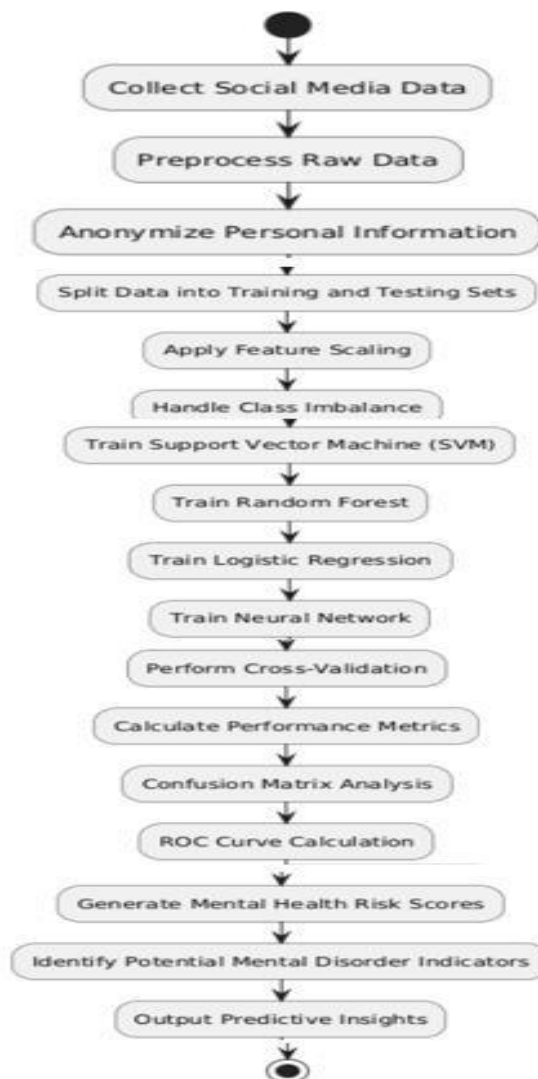 Collect Social Media Data
Preprocess Raw Data
Anonymize Personal Information
Split Data into Training and Testing Sets
Apply Feature Scaling
Handle Class Imbalance
Train Support Vector Machine (SVM)
Train Random Forest
Train Logistic Regression
Train Neural Network
Perform Cross-Validation
Calculate Performance Metrics
Confusion Matrix Analysis
ROC Curve Calculation
Generate Mental Health Risk Scores
Identify Potential Mental Disorder Indicators
Output Predictive Insights